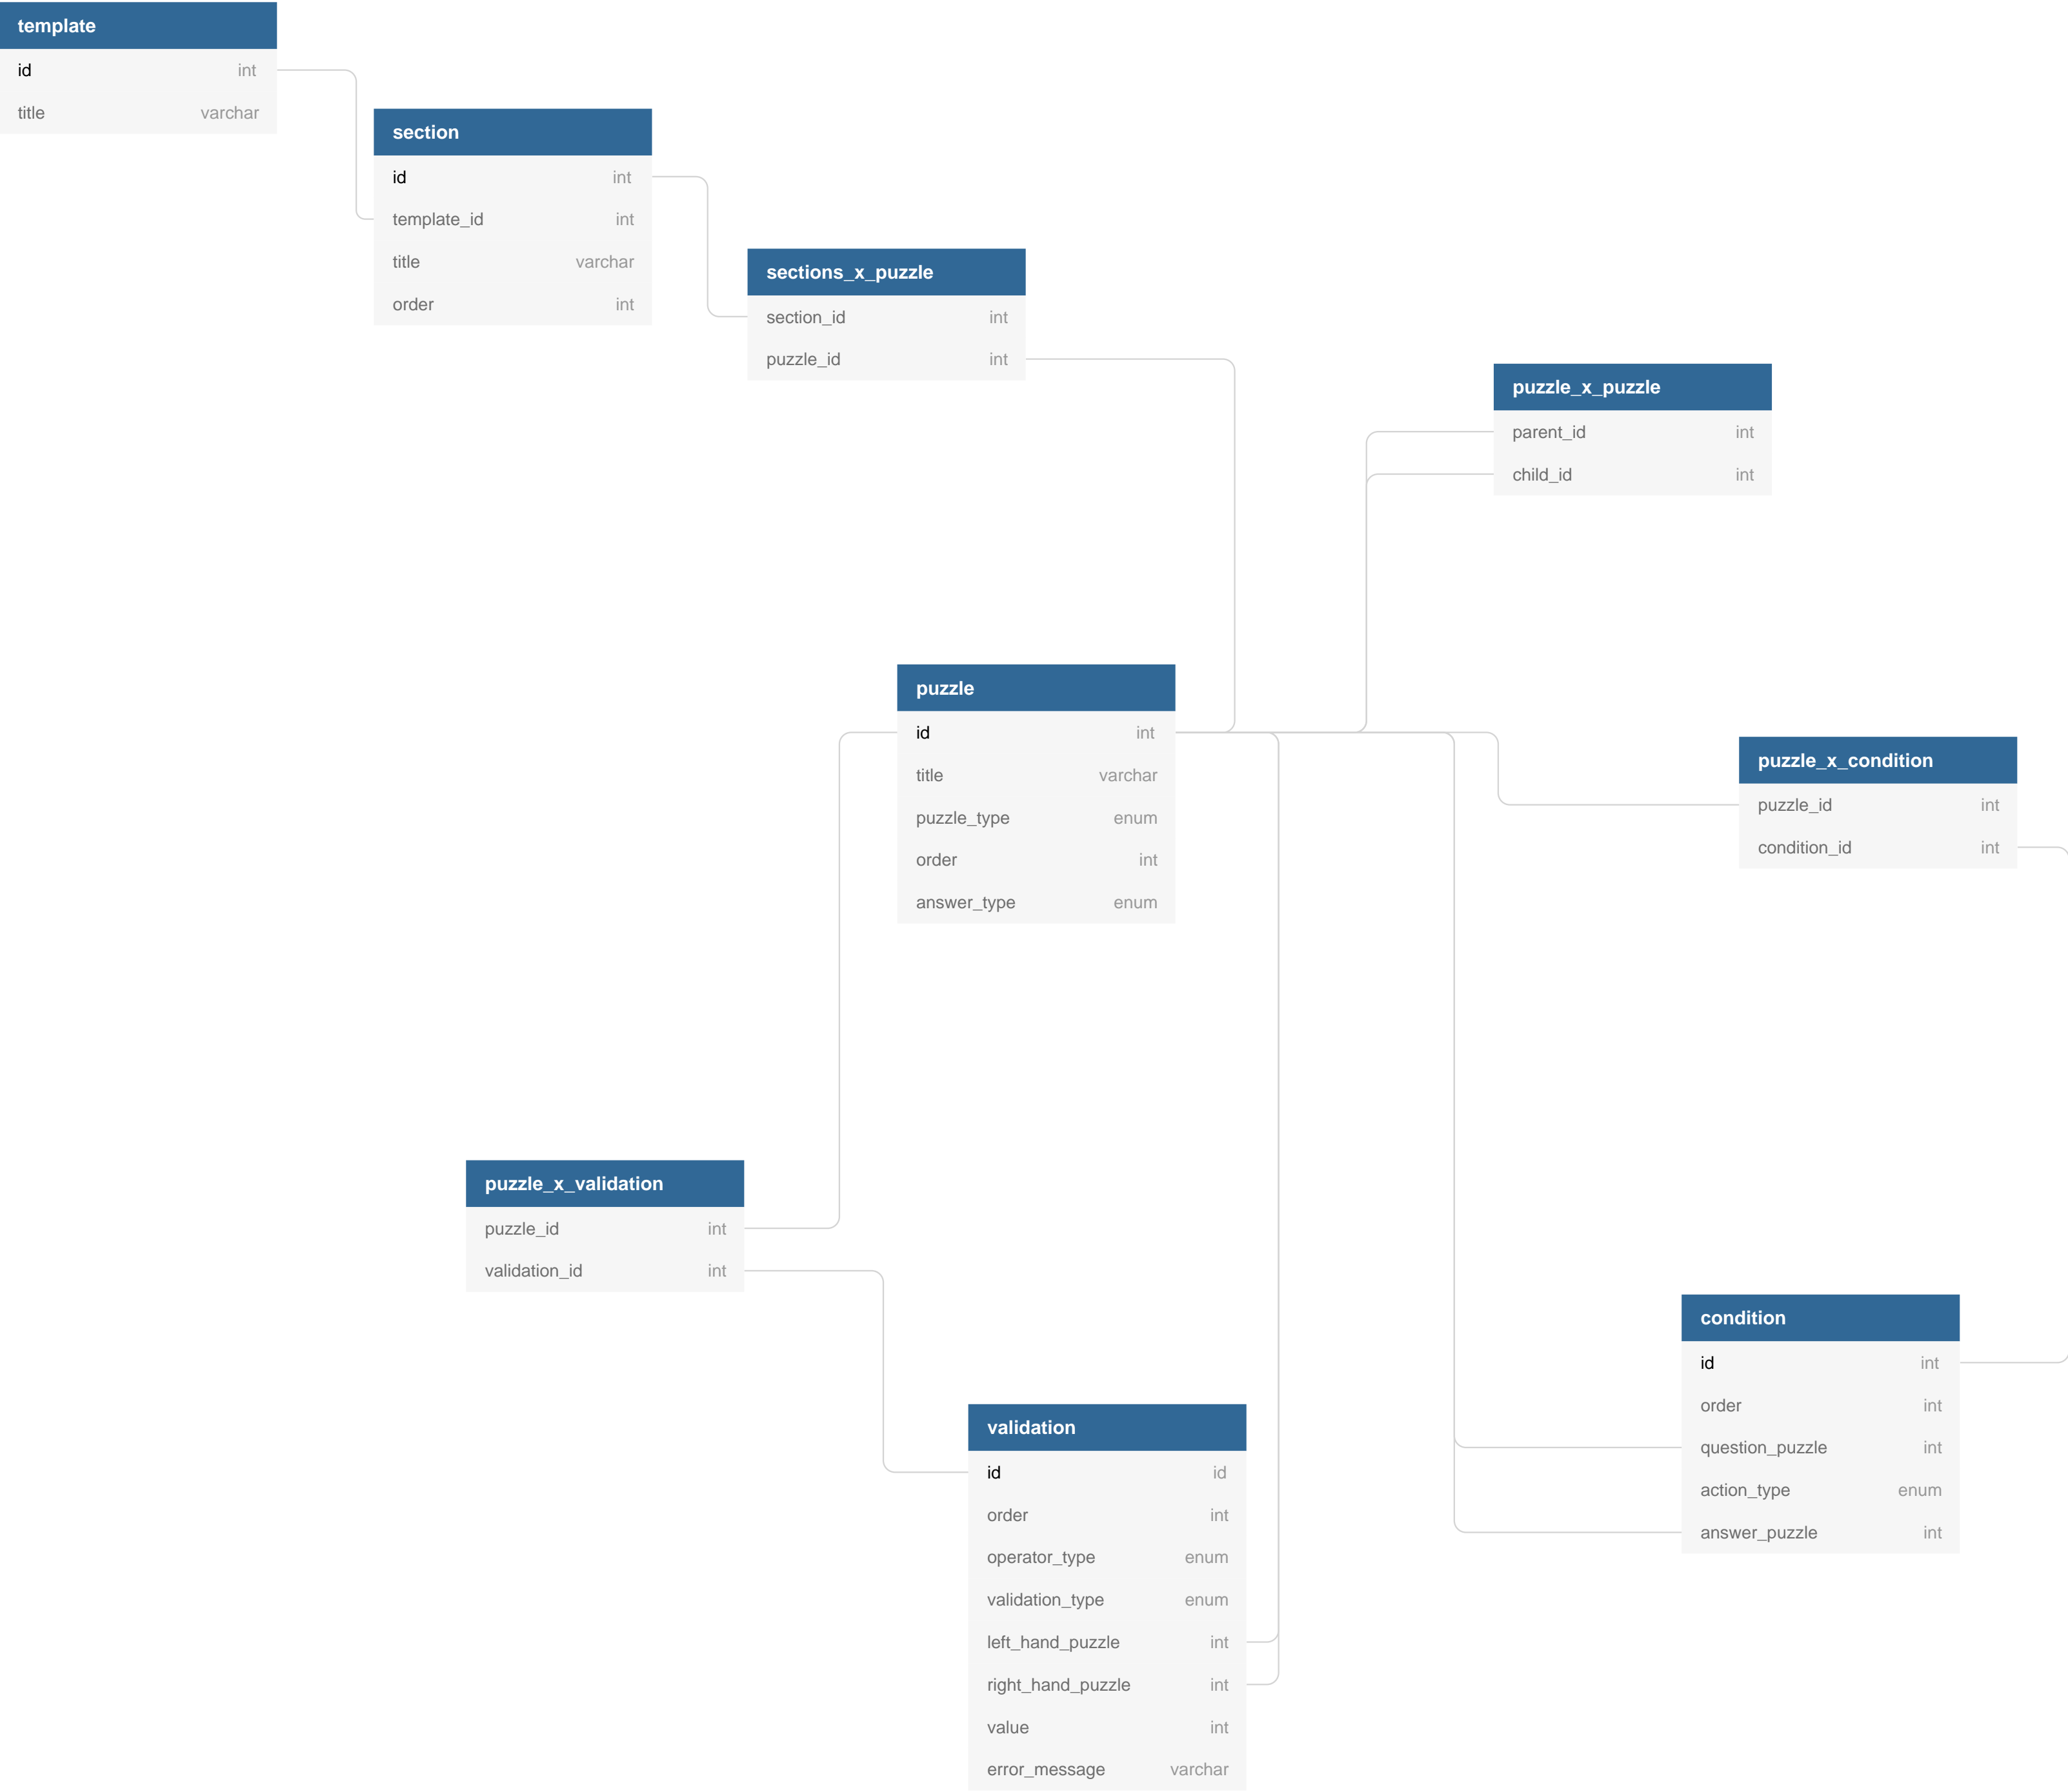 template
id int
title varchar
section
id int
template_id int
title varchar
order int
sections_x_puzzle
section_id int
puzzle_id int
puzzle_x_puzzle
parent_id int
child_id int
puzzle
id int
title varchar
puzzle_type enum
order int
answer_type enum
puzzle_x_condition
puzzle_id int
condition_id int
puzzle_x_validation
puzzle_id int
validation_id int
condition
id int
order int
question_puzzle int
action_type enum
answer_puzzle int
validation
id id
order int
operator_type enum
validation_type enum
left_hand_puzzle int
right_hand_puzzle int
value int
error_message varchar